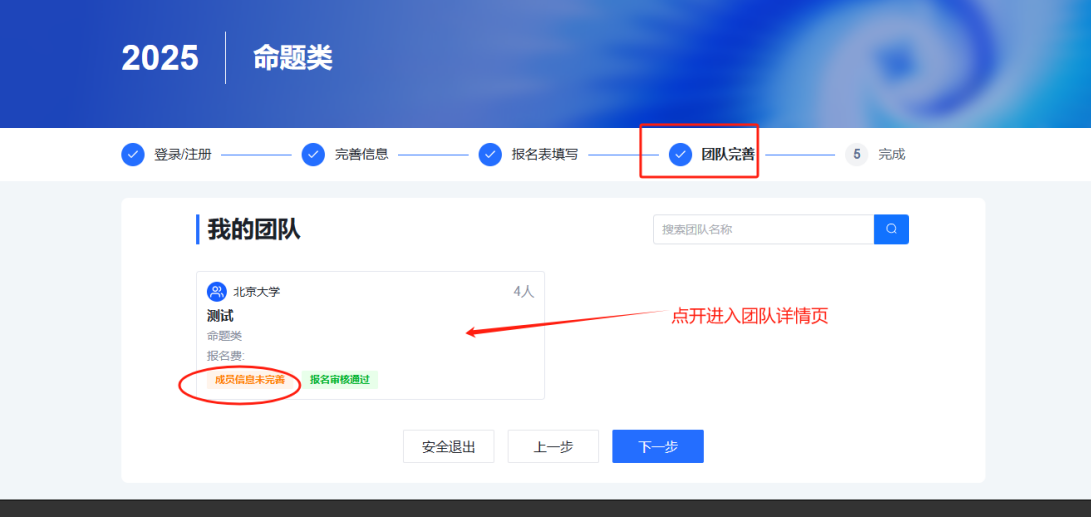 2025 命题类
登录/注册 完善信息 报名表填写 团队完善 5 完成
我的团队 搜索团队名称
北京大学 4人
测试
命题类
报名费:
成员信息未完善 报名审核通过
点开进入团队详情页
安全退出 上一步 下一步